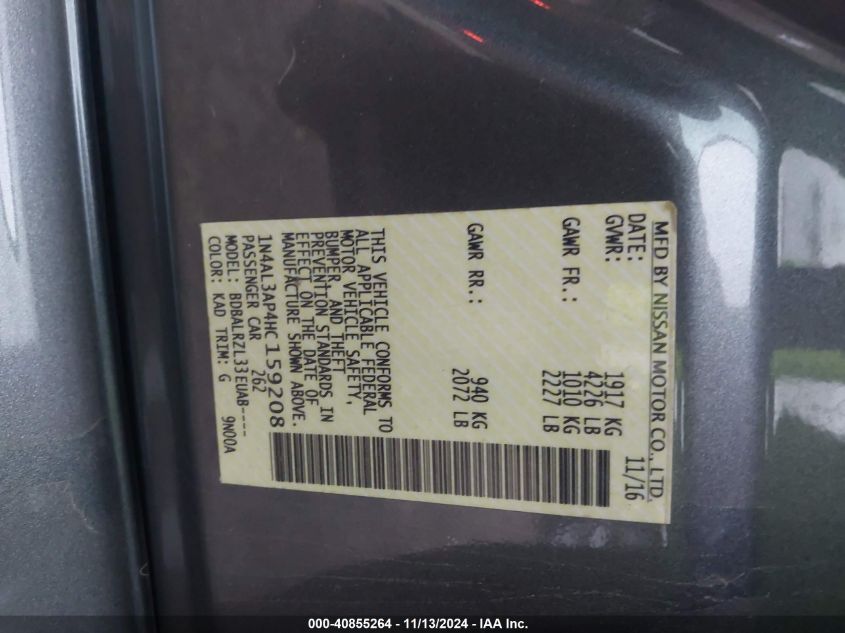 MFD BY NISSAN MOTOR CO., LTD.
DATE: 11/16
GVWR: 1917 KG
4226 LB
GAWR FR.: 1010 KG
2227 LB
GAWR RR.: 940 KG
2072 LB
THIS VEHICLE CONFORMS TO
ALL APPLICABLE FEDERAL
MOTOR VEHICLE SAFETY,
BUMPER, AND THEFT
PREVENTION STANDARDS IN
EFFECT ON THE DATE OF
MANUFACTURE SHOWN ABOVE.
1N4AL3AP4HC159208
PASSENGER CAR 262
MODEL: BDBALRZL33EUAB----
COLOR: KAD TRIM: G 9N00A
000-40855264 - 11/13/2024 - IAA Inc.